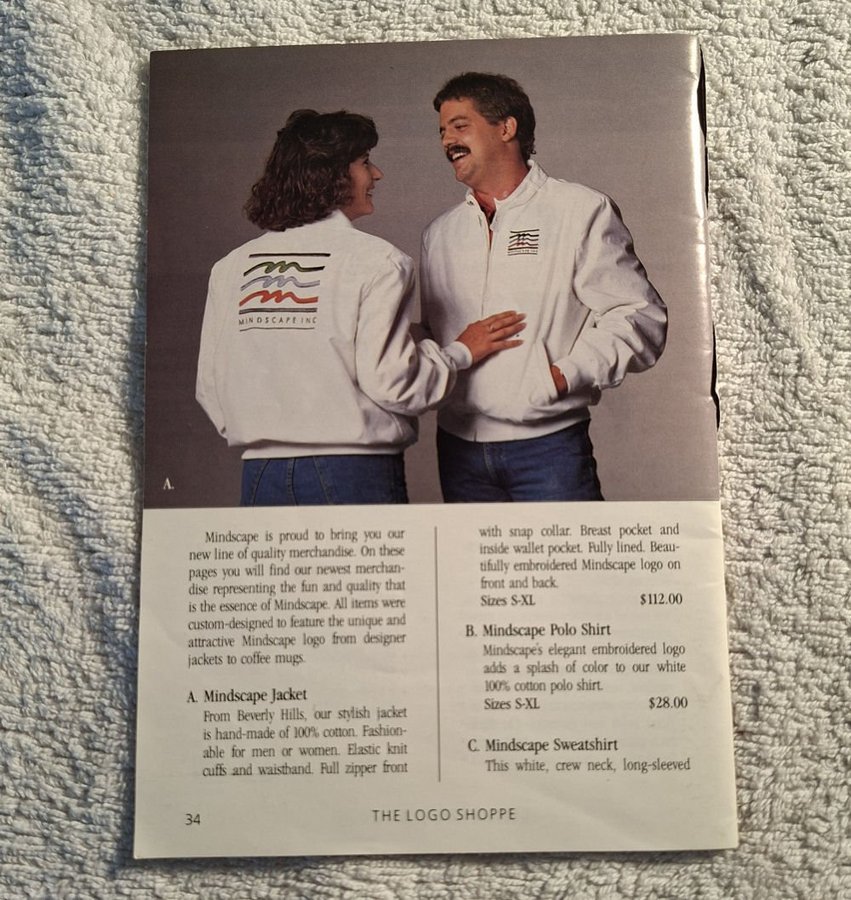 MINDSCAPE INC
MINDSCAPE INC
A.
Mindscape is proud to bring you our
new line of quality merchandise. On these
pages you will find our newest merchan-
dise representing the fun and quality that
is the essence of Mindscape. All items were
custom-designed to feature the unique and
attractive Mindscape logo from designer
jackets to coffee mugs.
A. Mindscape Jacket
From Beverly Hills, our stylish jacket
is hand-made of 100% cotton. Fashion-
able for men or women. Elastic knit
cuffs and waistband. Full zipper front
with snap collar. Breast pocket and
inside wallet pocket. Fully lined. Beau-
tifully embroidered Mindscape logo on
front and back.
Sizes S-XL $112.00
B. Mindscape Polo Shirt
Mindscape's elegant embroidered logo
adds a splash of color to our white
100% cotton polo shirt.
Sizes S-XL $28.00
C. Mindscape Sweatshirt
This white, crew neck, long-sleeved
34 THE LOGO SHOPPE